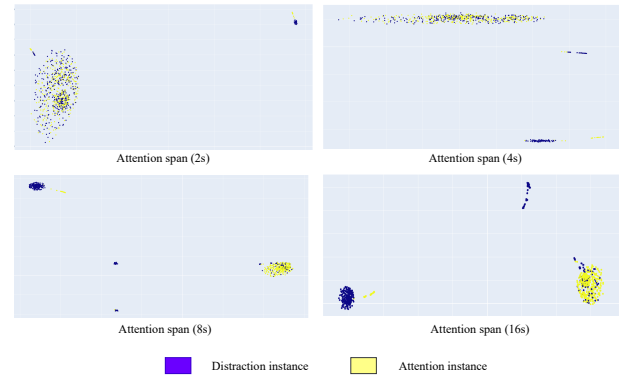 Attention span (2s)
Attention span (4s)
Attention span (8s)
Attention span (16s)
Distraction instance
Attention instance